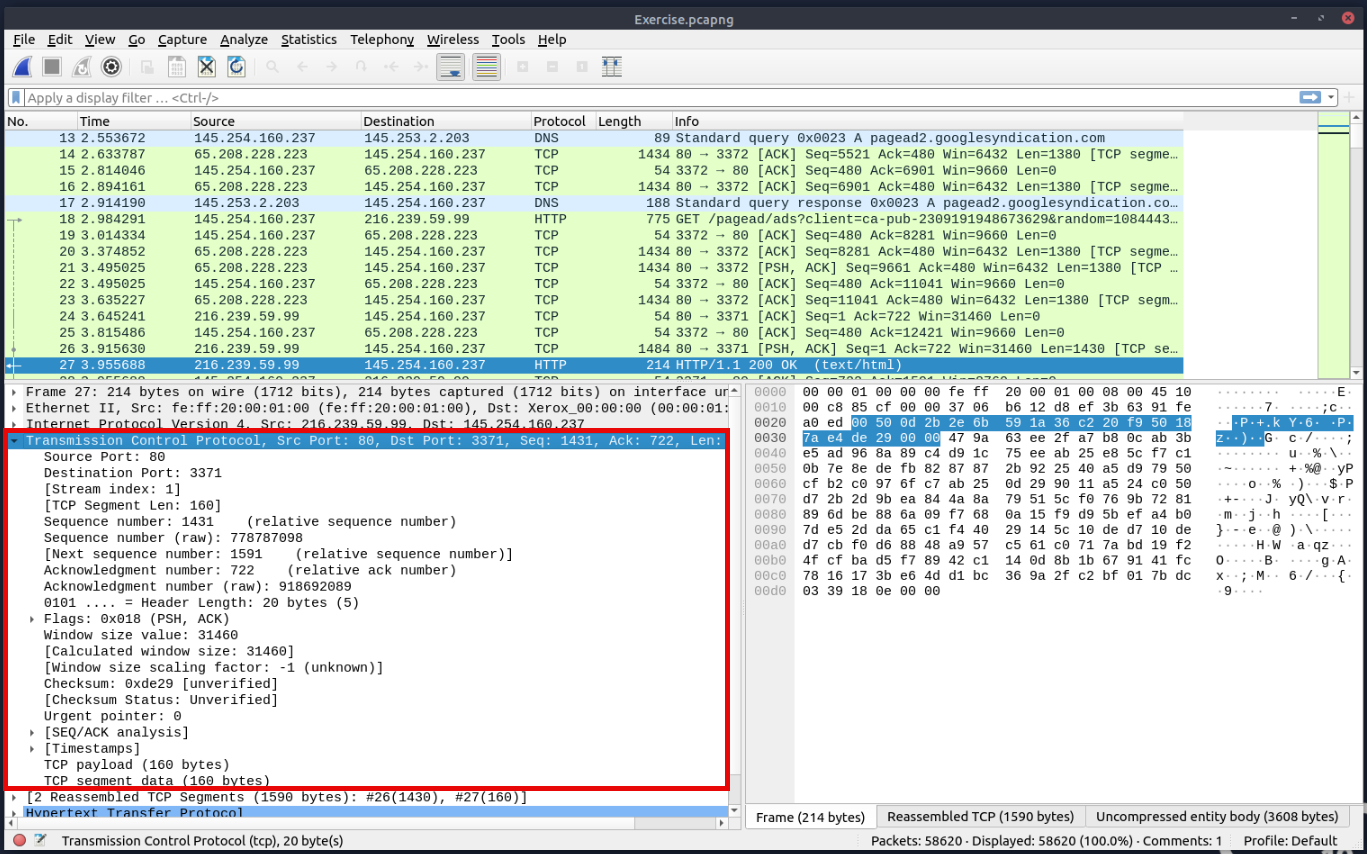 Exercise.pcapng
File Edit View Go Capture Analyze Statistics Telephony Wireless Tools Help
Apply a display filter … <Ctrl-/>
No. Time Source Destination Protocol Length Info
13 2.553672 145.254.160.237 145.253.2.203 DNS 89 Standard query 0x0023 A pagead2.googlesyndication.com
14 2.633787 65.208.228.223 145.254.160.237 TCP 1434 80 → 3372 [ACK] Seq=5521 Ack=480 Win=6432 Len=1380 [TCP segme…
15 2.814046 145.254.160.237 65.208.228.223 TCP 54 3372 → 80 [ACK] Seq=480 Ack=6901 Win=9660 Len=0
16 2.894161 65.208.228.223 145.254.160.237 TCP 1434 80 → 3372 [ACK] Seq=6901 Ack=480 Win=6432 Len=1380 [TCP segme…
17 2.914190 145.253.2.203 145.254.160.237 DNS 188 Standard query response 0x0023 A pagead2.googlesyndication.co…
18 2.984291 145.254.160.237 216.239.59.99 HTTP 775 GET /pagead/ads?client=ca-pub-2309191948673629&random=1084443…
19 3.014334 145.254.160.237 65.208.228.223 TCP 54 3372 → 80 [ACK] Seq=480 Ack=8281 Win=9660 Len=0
20 3.374852 65.208.228.223 145.254.160.237 TCP 1434 80 → 3372 [ACK] Seq=8281 Ack=480 Win=6432 Len=1380 [TCP segme…
21 3.495025 65.208.228.223 145.254.160.237 TCP 1434 80 → 3372 [PSH, ACK] Seq=9661 Ack=480 Win=6432 Len=1380 [TCP …
22 3.495025 145.254.160.237 65.208.228.223 TCP 54 3372 → 80 [ACK] Seq=480 Ack=11041 Win=9660 Len=0
23 3.635227 65.208.228.223 145.254.160.237 TCP 1434 80 → 3372 [ACK] Seq=11041 Ack=480 Win=6432 Len=1380 [TCP segm…
24 3.645241 216.239.59.99 145.254.160.237 TCP 54 80 → 3371 [ACK] Seq=1 Ack=722 Win=31460 Len=0
25 3.815486 145.254.160.237 65.208.228.223 TCP 54 3372 → 80 [ACK] Seq=480 Ack=12421 Win=9660 Len=0
26 3.915630 216.239.59.99 145.254.160.237 TCP 1484 80 → 3371 [PSH, ACK] Seq=1 Ack=722 Win=31460 Len=1430 [TCP se…
27 3.955688 216.239.59.99 145.254.160.237 HTTP 214 HTTP/1.1 200 OK (text/html)
Frame 27: 214 bytes on wire (1712 bits), 214 bytes captured (1712 bits) on interface un
Ethernet II, Src: fe:ff:20:00:01:00 (fe:ff:20:00:01:00), Dst: Xerox_00:00:00 (00:00:01:
Internet Protocol Version 4, Src: 216.239.59.99, Dst: 145.254.160.237
Transmission Control Protocol, Src Port: 80, Dst Port: 3371, Seq: 1431, Ack: 722, Len:
Source Port: 80
Destination Port: 3371
[Stream index: 1]
[TCP Segment Len: 160]
Sequence number: 1431 (relative sequence number)
Sequence number (raw): 778787098
[Next sequence number: 1591 (relative sequence number)]
Acknowledgment number: 722 (relative ack number)
Acknowledgment number (raw): 918692089
0101 .... = Header Length: 20 bytes (5)
Flags: 0x018 (PSH, ACK)
Window size value: 31460
[Calculated window size: 31460]
[Window size scaling factor: -1 (unknown)]
Checksum: 0xde29 [unverified]
[Checksum Status: Unverified]
Urgent pointer: 0
[SEQ/ACK analysis]
[Timestamps]
TCP payload (160 bytes)
TCP segment data (160 bytes)
[2 Reassembled TCP Segments (1590 bytes): #26(1430), #27(160)]
Hypertext Transfer Protocol
0000 00 00 01 00 00 00 fe ff 20 00 01 00 08 00 45 10 ········ ·····E·
0010 00 c8 85 cf 00 00 37 06 b6 12 d8 ef 3b 63 91 fe ······7· ····;c··
0020 a0 ed 00 50 0d 2b 2e 6b 59 1a 36 c2 20 f9 50 18 ···P·+.k Y·6· ·P·
0030 7a e4 de 29 00 00 47 9a 63 ee 2f a7 b8 0c ab 3b z··)··G· c·/····;
0040 e5 ad 96 8a 89 c4 d9 1c 75 ee ab 25 e8 5c f7 c1 ········ u··%·\··
0050 0b 7e 8e de fb 82 87 87 2b 92 25 40 a5 d9 79 50 ·~······ +·%@··yP
0060 cf b2 c0 97 6f c7 ab 25 0d 29 90 11 a5 24 c0 50 ····o··% ·)···$·P
0070 d7 2b 2d 9b ea 84 4a 8a 79 51 5c f0 76 9b 72 81 ·+-···J· yQ\·v·r·
0080 89 6d be 88 6a 09 f7 68 0a 15 f9 d9 5b ef a4 b0 ·m··j··h ····[···
0090 7d e5 2d da 65 c1 f4 40 29 14 5c 10 de d7 10 de }·-·e··@ )·\·····
00a0 d7 cb f0 d6 88 48 a9 57 c5 61 c0 71 7a bd 19 f2 ·····H·W ·a·qz···
00b0 4f cf ba d5 f7 89 42 c1 14 0d 8b 1b 67 91 41 fc O·····B· ····g·A·
00c0 78 16 17 3b e6 4d d1 bc 36 9a 2f c2 bf 01 7b dc x··;·M·· 6·/···{·
00d0 03 39 18 0e 00 00 ·9····
Frame (214 bytes) Reassembled TCP (1590 bytes) Uncompressed entity body (3608 bytes)
Transmission Control Protocol (tcp), 20 byte(s) Packets: 58620 · Displayed: 58620 (100.0%) · Comments: 1 Profile: Default